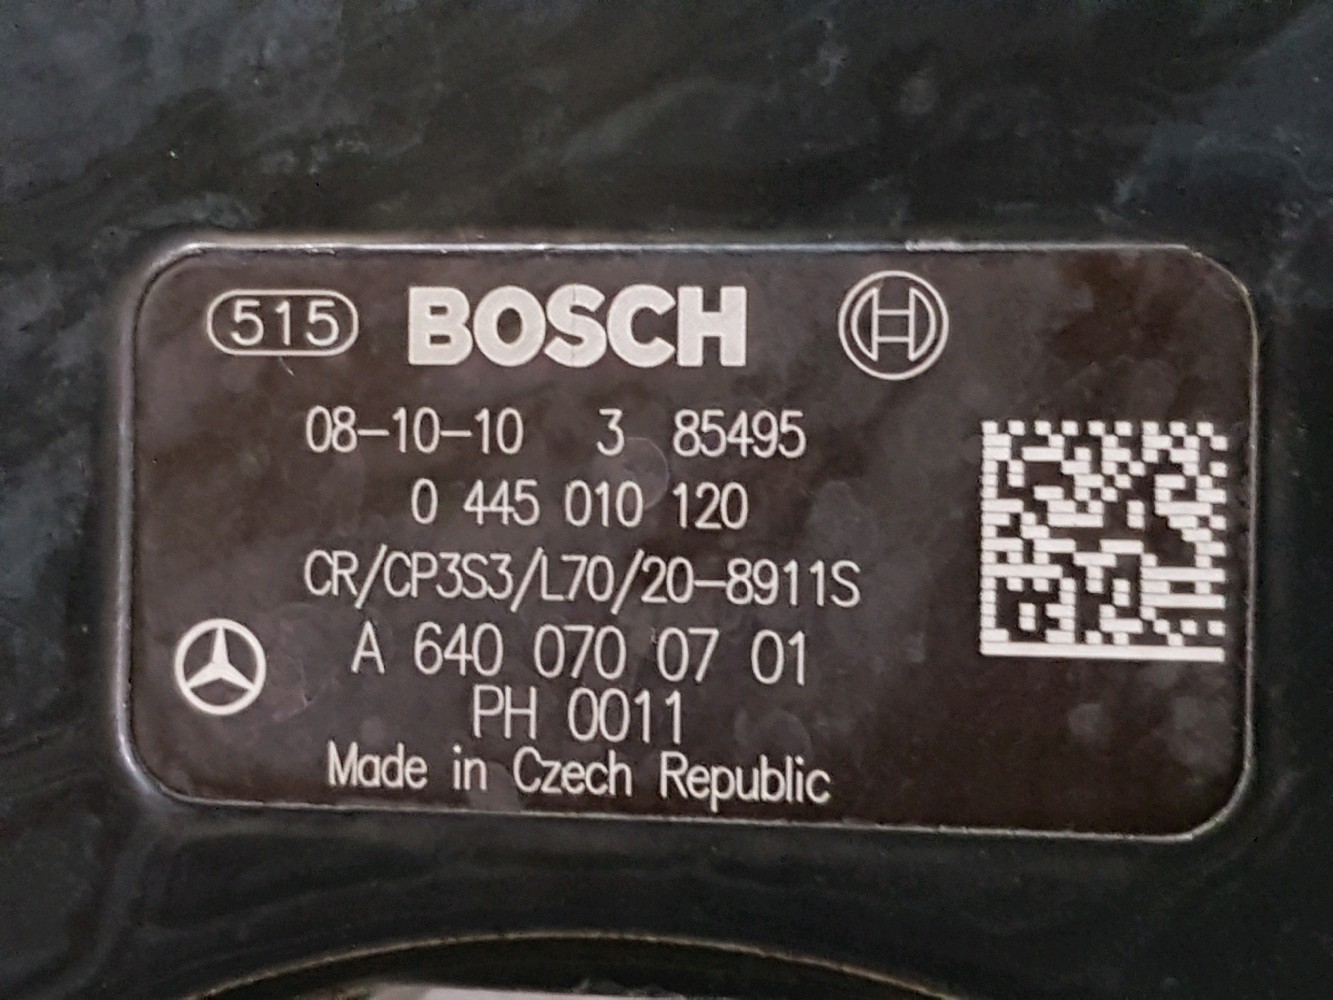 515 BOSCH
08-10-10 3 85495
0 445 010 120
CR/CP3S3/L70/20-8911S
A 640 070 07 01
PH 0011
Made in Czech Republic